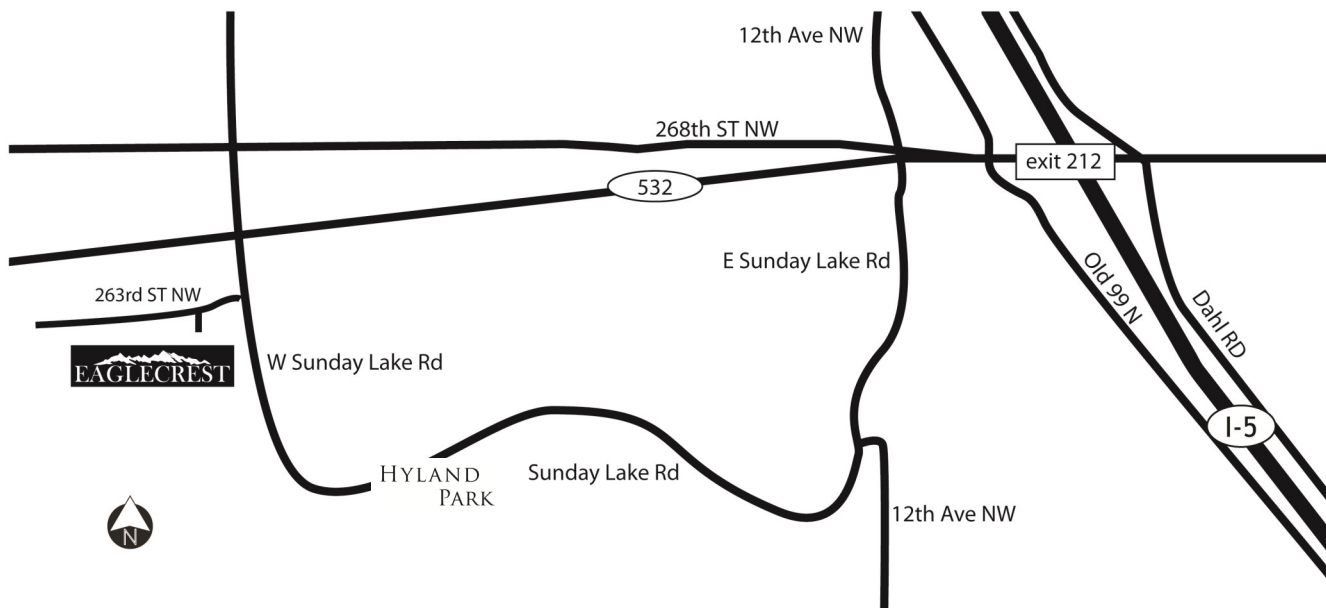 12th Ave NW
268th ST NW
exit 212
532
E Sunday Lake Rd
263rd ST NW
Old 99 N
Dahl RD
EAGLECREST
W Sunday Lake Rd
I-5
HYLAND
PARK
Sunday Lake Rd
12th Ave NW
N